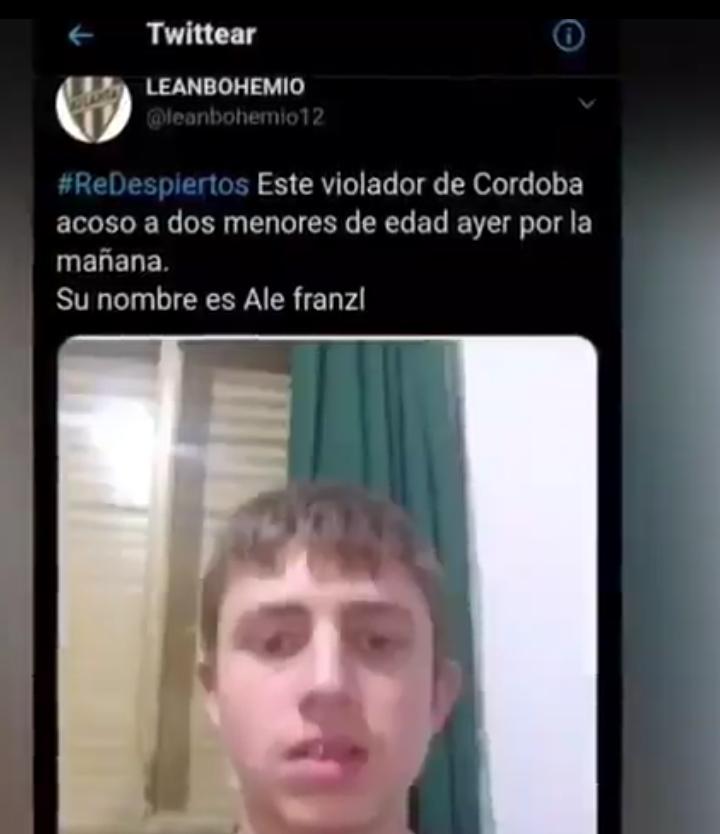 Twittear
LEANBOHEMIO
@leanbohemio12
#ReDespiertos Este violador de Cordoba
acoso a dos menores de edad ayer por la
mañana.
Su nombre es Ale franzl